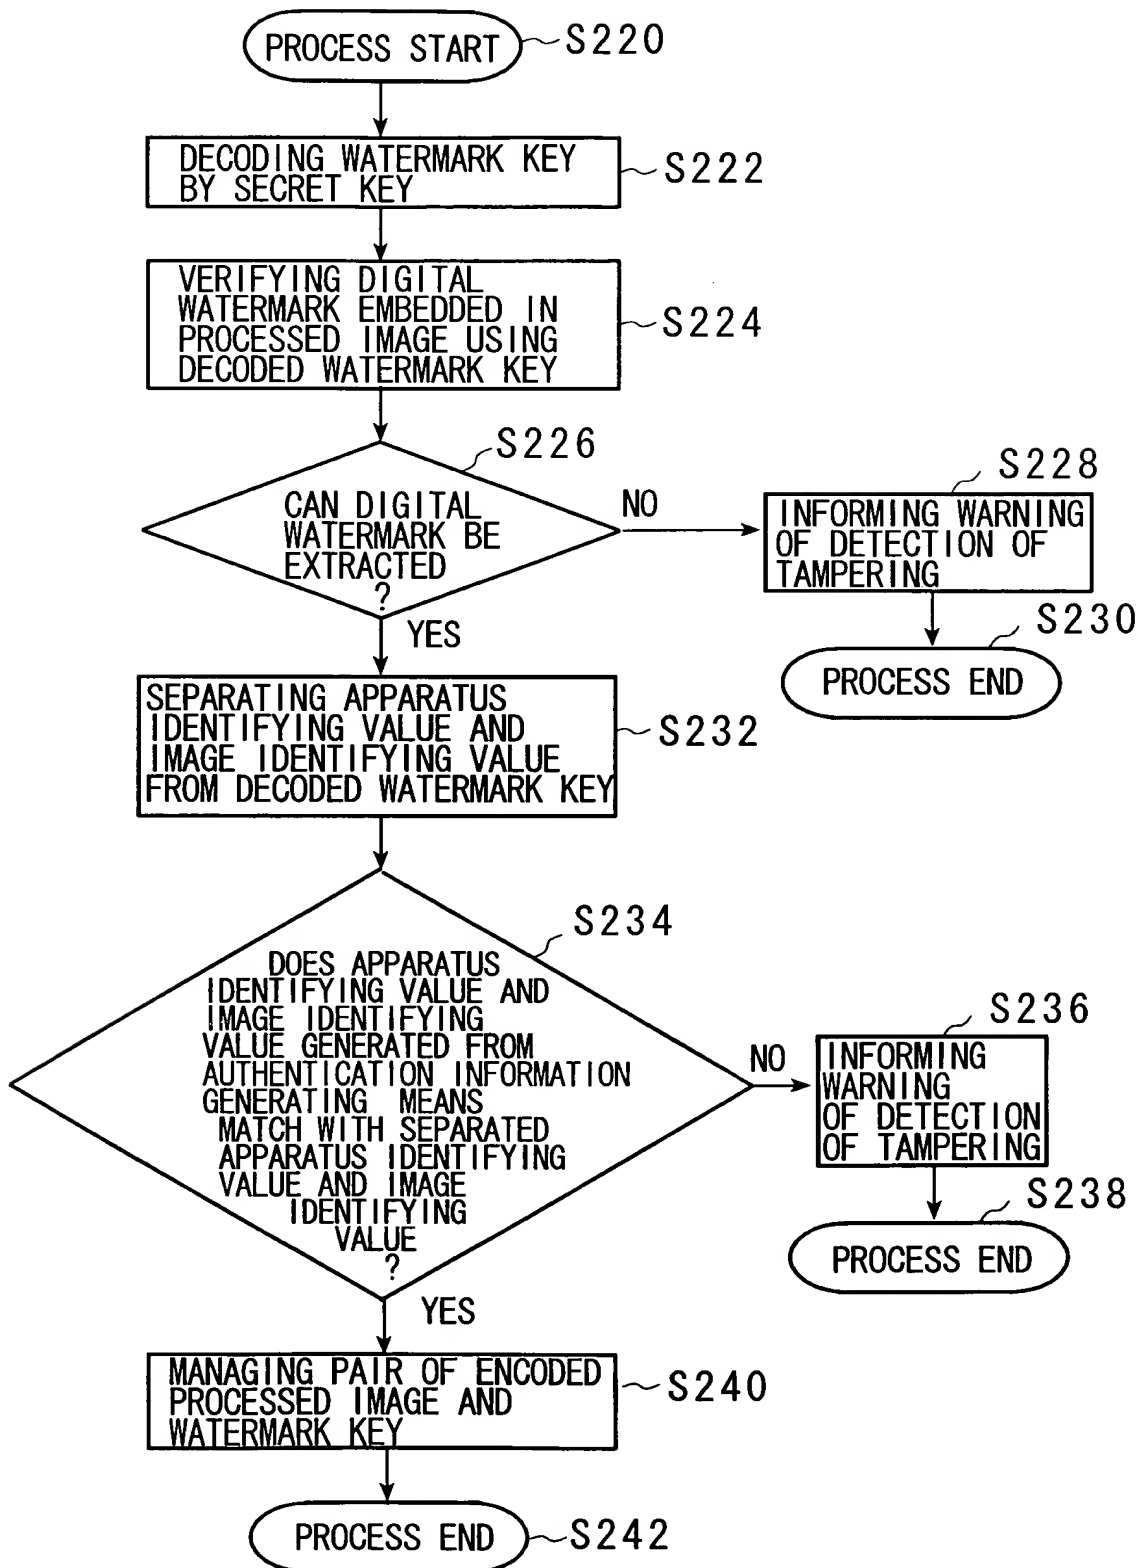 PROCESS START
S220
DECODING WATERMARK KEY
BY SECRET KEY
S222
VERIFYING DIGITAL
WATERMARK EMBEDDED IN
PROCESSED IMAGE USING
DECODED WATERMARK KEY
S224
S226
CAN DIGITAL
WATERMARK BE
EXTRACTED
?
NO
S228
INFORMING WARNING
OF DETECTION OF
TAMPERING
S230
PROCESS END
YES
SEPARATING APPARATUS
IDENTIFYING VALUE AND
IMAGE IDENTIFYING VALUE
FROM DECODED WATERMARK KEY
S232
S234
DOES APPARATUS
IDENTIFYING VALUE AND
IMAGE IDENTIFYING
VALUE GENERATED FROM
AUTHENTICATION INFORMATION
GENERATING MEANS
MATCH WITH SEPARATED
APPARATUS IDENTIFYING
VALUE AND IMAGE
IDENTIFYING
VALUE
?
NO
S236
INFORMING
WARNING
OF DETECTION
OF TAMPERING
S238
PROCESS END
YES
MANAGING PAIR OF ENCODED
PROCESSED IMAGE AND
WATERMARK KEY
S240
PROCESS END
S242